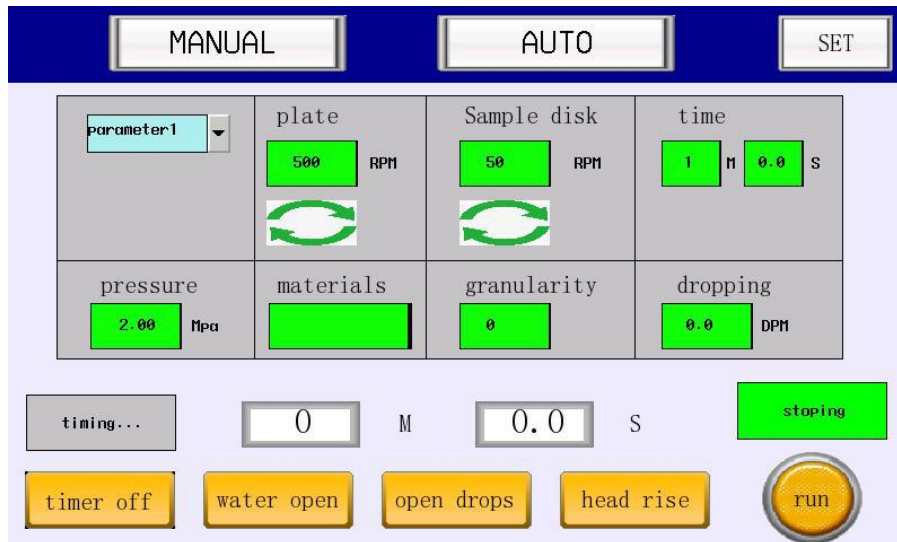 MANUAL AUTO SET
parameter1 plate Sample disk time
500 RPM 50 RPM 1 M 0.0 S
pressure materials granularity dropping
2.00 Mpa 0 0.0 DPM
timing... 0 M 0.0 S stoping
timer off water open open drops head rise run